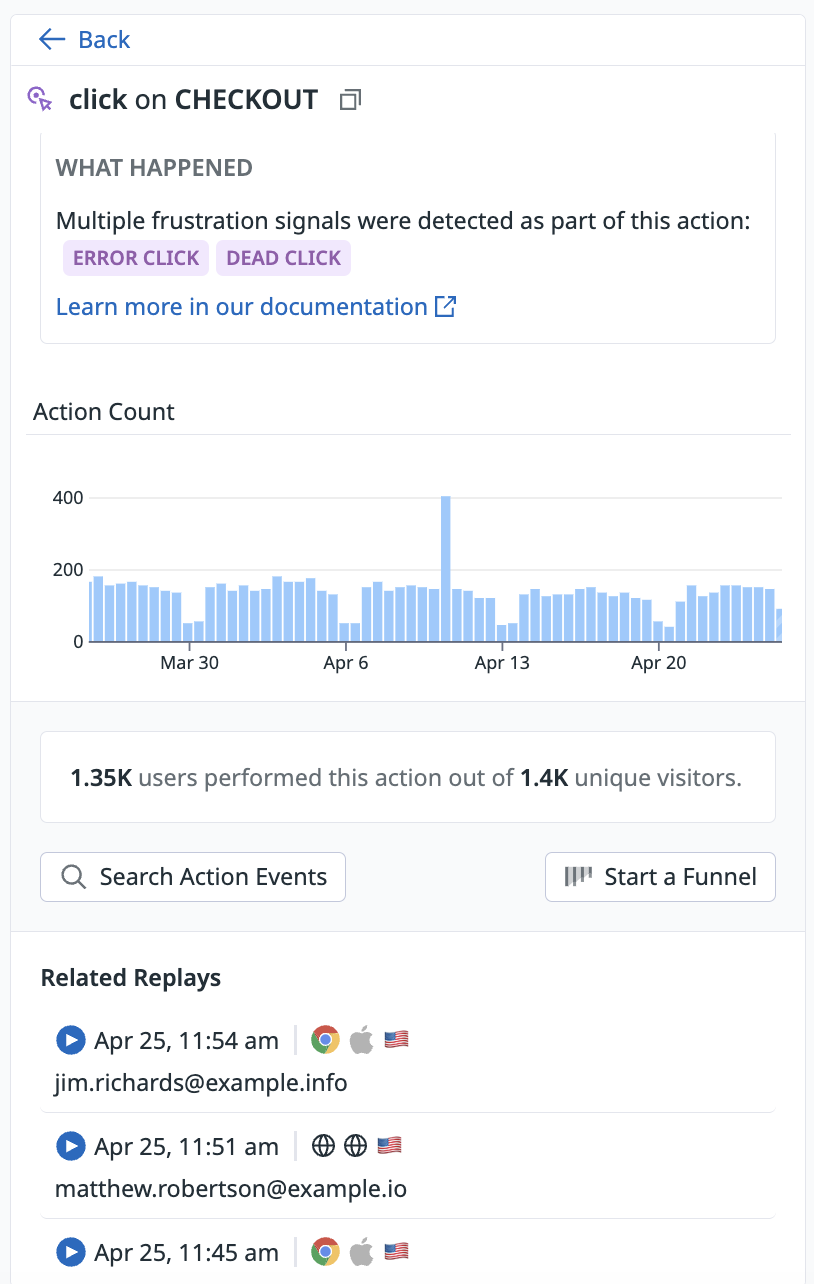 Back
click on CHECKOUT
WHAT HAPPENED
Multiple frustration signals were detected as part of this action:
ERROR CLICK DEAD CLICK
Learn more in our documentation
Action Count
400
200
0
Mar 30 Apr 6 Apr 13 Apr 20
1.35K users performed this action out of 1.4K unique visitors.
Search Action Events Start a Funnel
Related Replays
Apr 25, 11:54 am
jim.richards@example.info
Apr 25, 11:51 am
matthew.robertson@example.io
Apr 25, 11:45 am